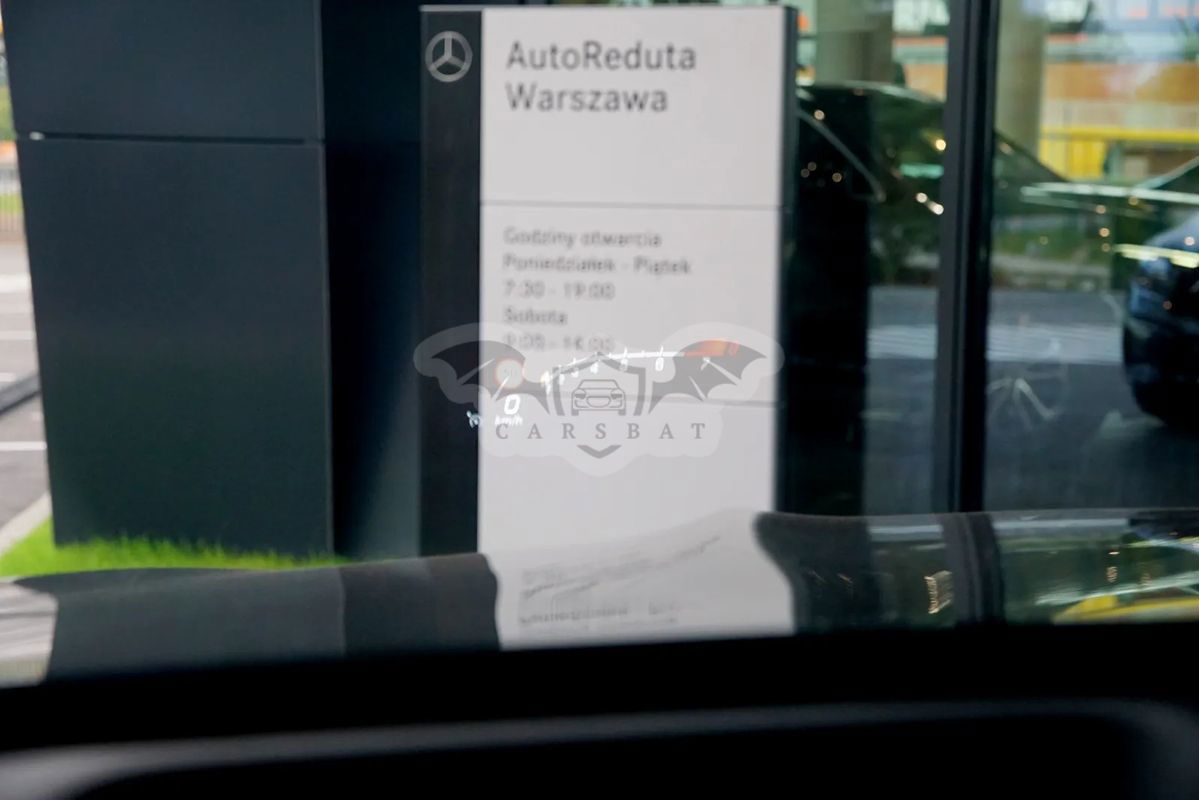 AutoReduta
Warszawa
Godziny otwarcia
Poniedziałek - Piątek
7:30 - 19:00
Sobota
0
km/h
CARSBAT